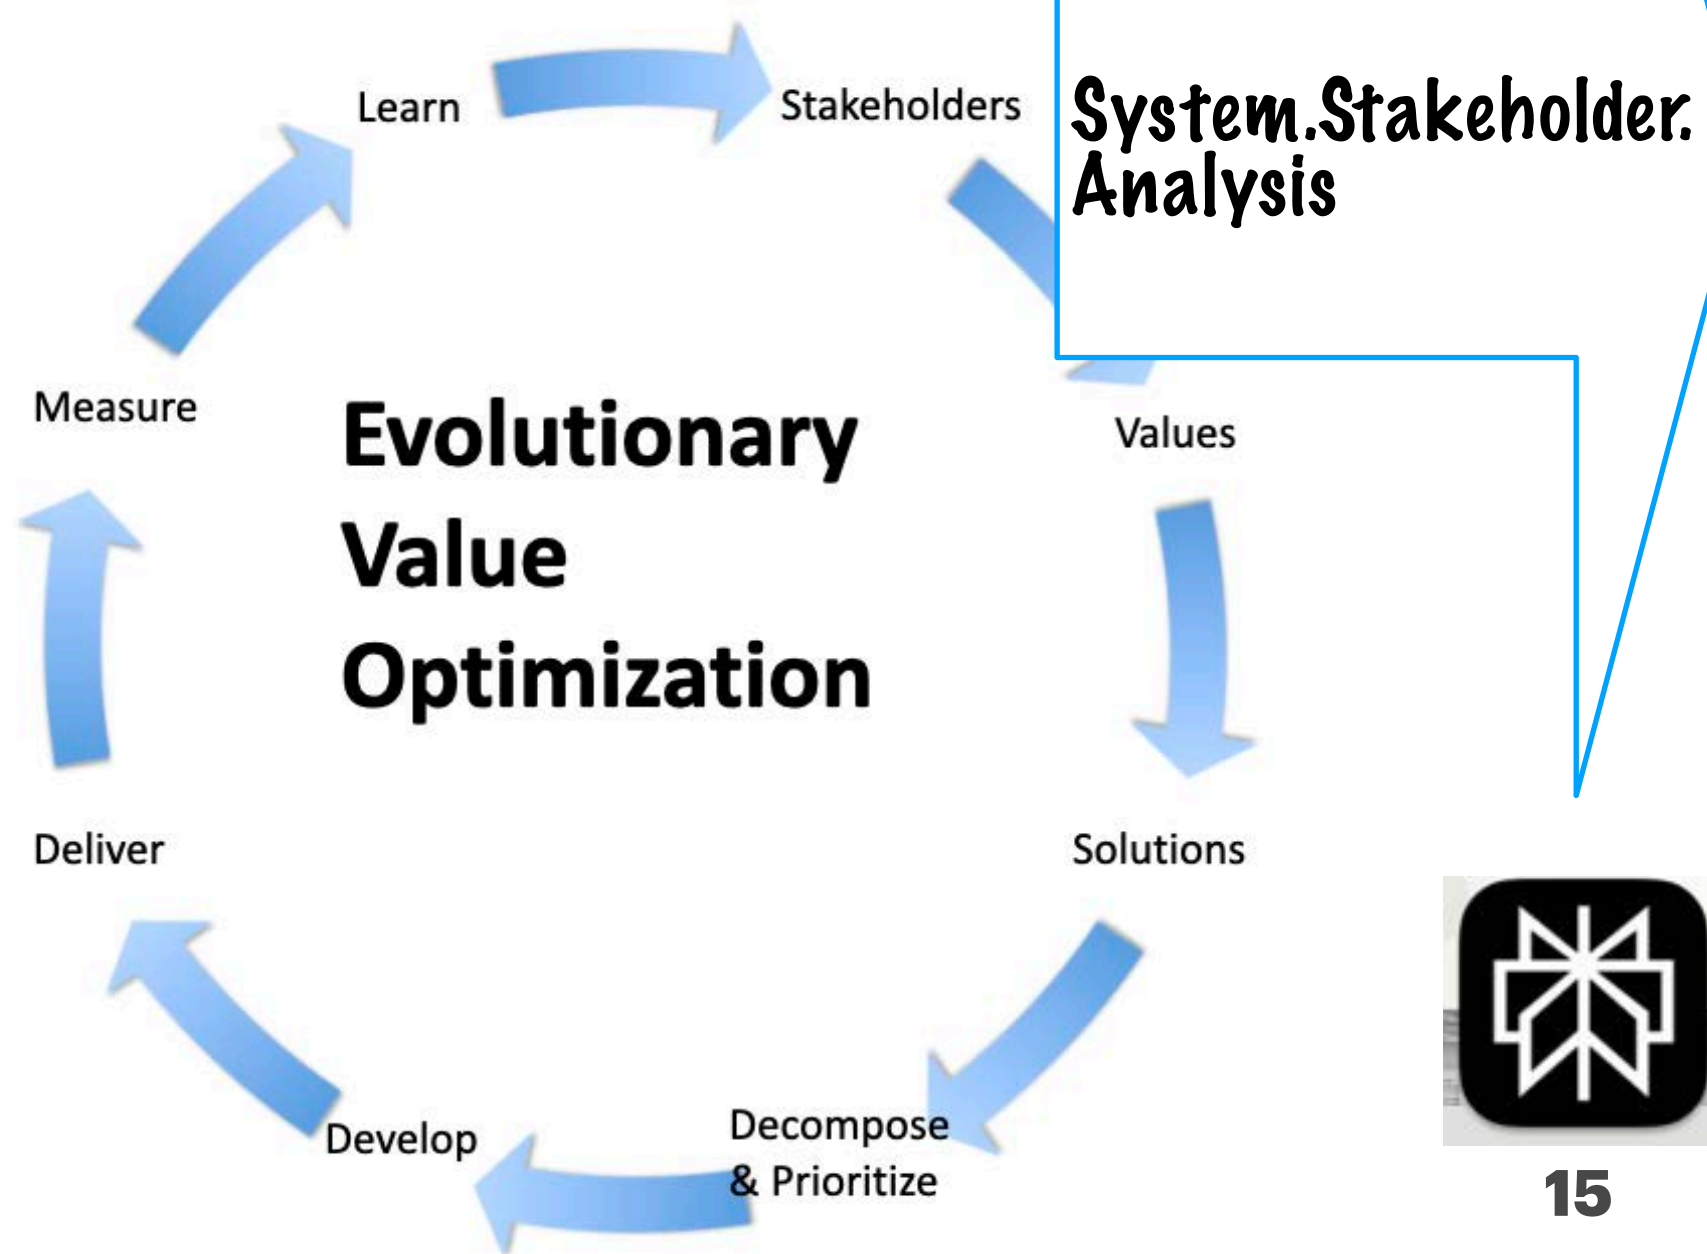 Learn
Stakeholders
System.Stakeholder.
Analysis
Measure
Values
Evolutionary
Value
Optimization
Deliver
Solutions
Develop
Decompose
& Prioritize
15